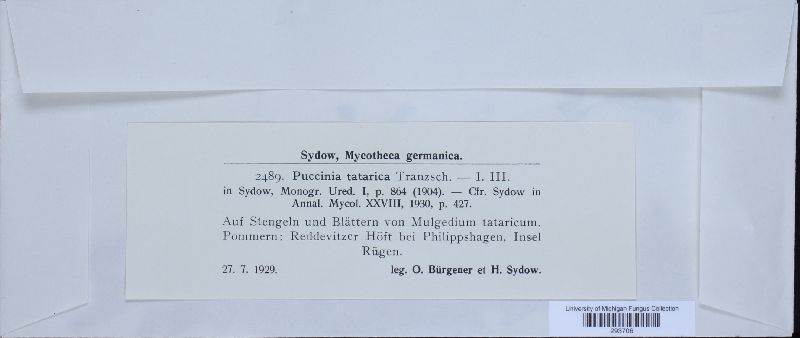 Sydow, Mycotheca germanica.
2489. Puccinia tatarica Tranzsch. — I. III.
in Sydow, Monogr. Ured. I, p. 864 (1904). — Cfr. Sydow in
Annal. Mycol. XXVIII, 1930, p. 427.
Auf Stengeln und Blättern von Mulgedium tataricum.
Pommern: Reddevitzer Höft bei Philippshagen, Insel
Rügen.
27. 7. 1929. leg. O. Bürgener et H. Sydow.
University of Michigan Fungus Collection
293706